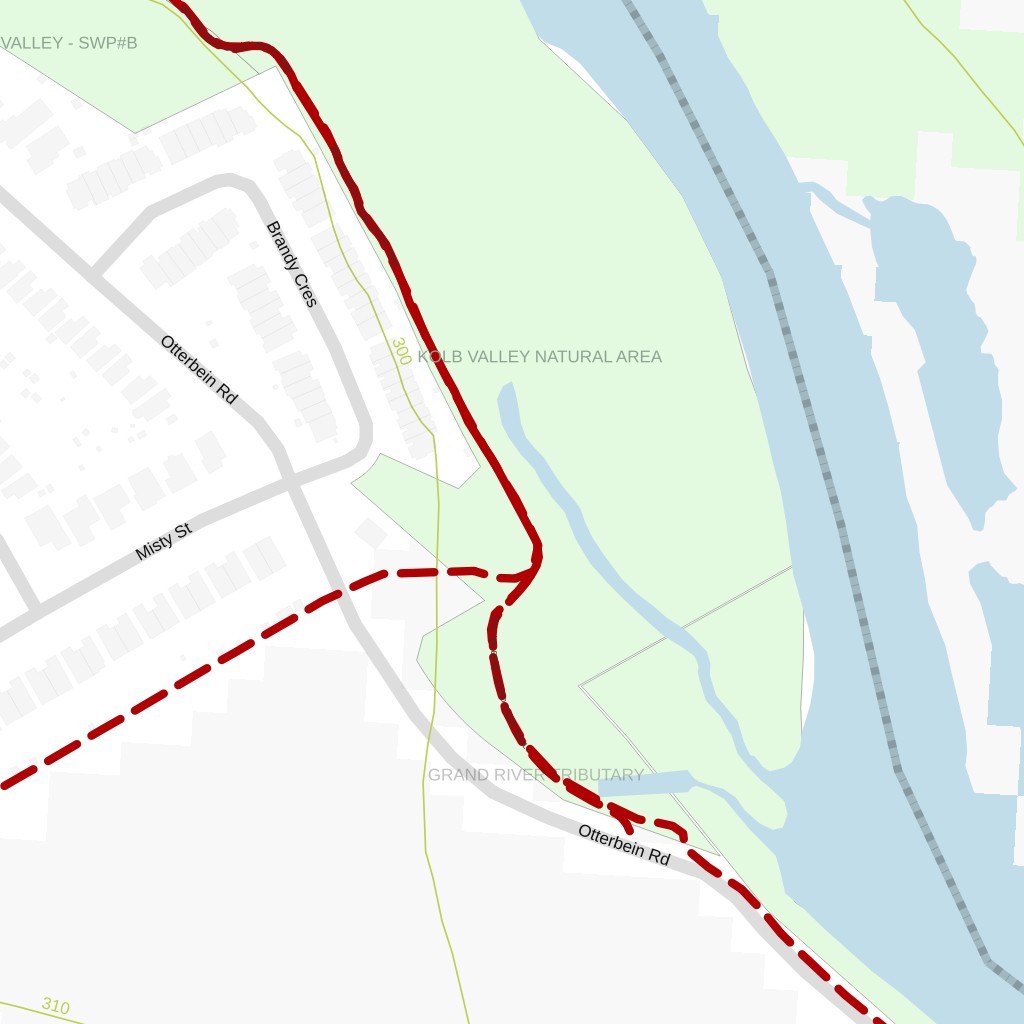 VALLEY - SWP#B
Brandy Cres
Otterbein Rd
300
KOLB VALLEY NATURAL AREA
Misty St
GRAND RIVER TRIBUTARY
Otterbein Rd
310